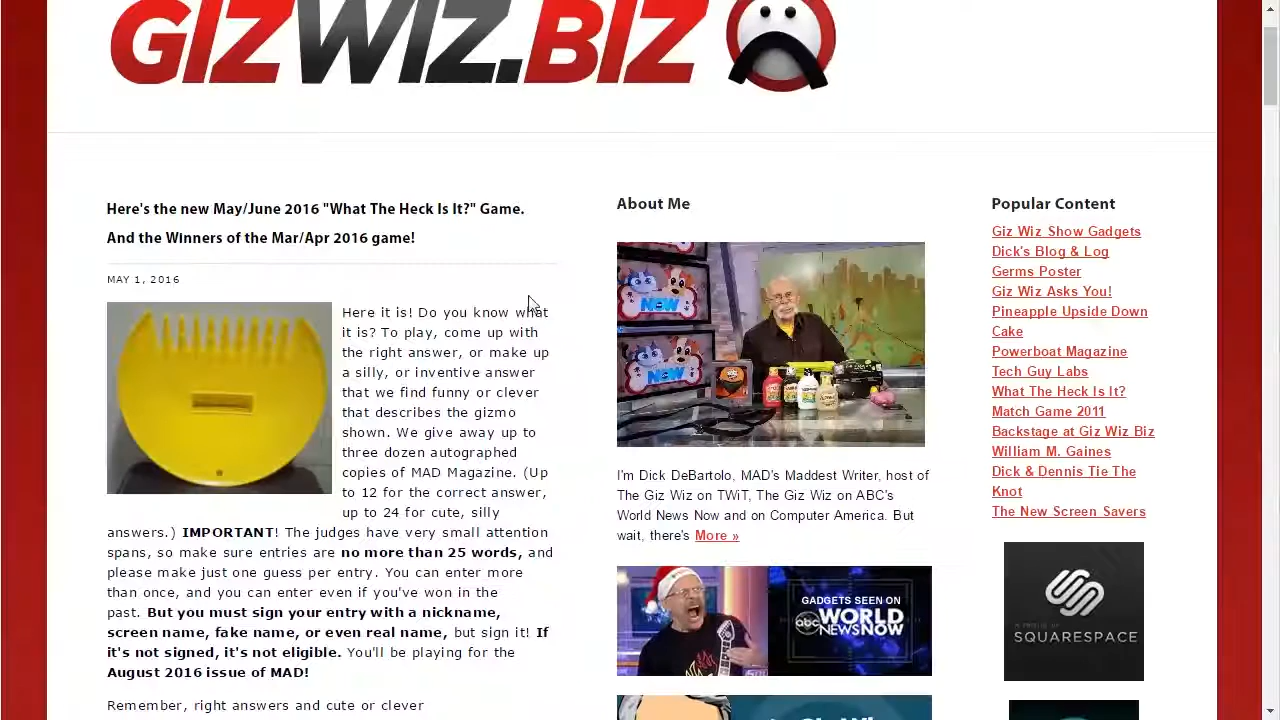 GIZWIZ.BIZ
Here's the new May/June 2016 "What The Heck Is It?" Game.
And the Winners of the Mar/Apr 2016 game!
MAY 1, 2016
Here it is! Do you know what
it is? To play, come up with
the right answer, or make up
a silly, or inventive answer
that we find funny or clever
that describes the gizmo
shown. We give away up to
three dozen autographed
copies of MAD Magazine. (Up
to 12 for the correct answer,
up to 24 for cute, silly
answers.) IMPORTANT! The judges have very small attention
spans, so make sure entries are no more than 25 words, and
please make just one guess per entry. You can enter more
than once, and you can enter even if you've won in the
past. But you must sign your entry with a nickname,
screen name, fake name, or even real name, but sign it! If
it's not signed, it's not eligible. You'll be playing for the
August 2016 issue of MAD!
Remember, right answers and cute or clever
About Me
NOW
NOW
I'm Dick DeBartolo, MAD's Maddest Writer, host of
The Giz Wiz on TWiT, The Giz Wiz on ABC's
World News Now and on Computer America. But
wait, there's More »
GADGETS SEEN ON
abc WORLD
NEWS NOW
Popular Content
Giz Wiz Show Gadgets
Dick's Blog & Log
Germs Poster
Giz Wiz Asks You!
Pineapple Upside Down
Cake
Powerboat Magazine
Tech Guy Labs
What The Heck Is It?
Match Game 2011
Backstage at Giz Wiz Biz
William M. Gaines
Dick & Dennis Tie The
Knot
The New Screen Savers
SQUARESPACE